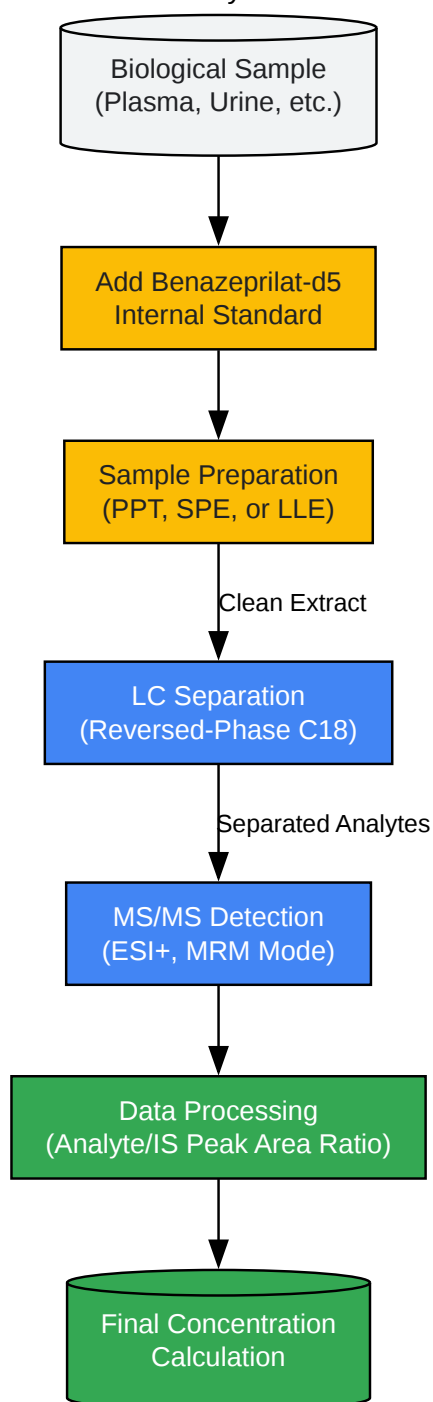 Biological Sample
(Plasma, Urine, etc.)
Add Benazeprilat-d5
Internal Standard
Sample Preparation
(PPT, SPE, or LLE)
Clean Extract
LC Separation
(Reversed-Phase C18)
Separated Analytes
MS/MS Detection
(ESI+, MRM Mode)
Data Processing
(Analyte/IS Peak Area Ratio)
Final Concentration
Calculation